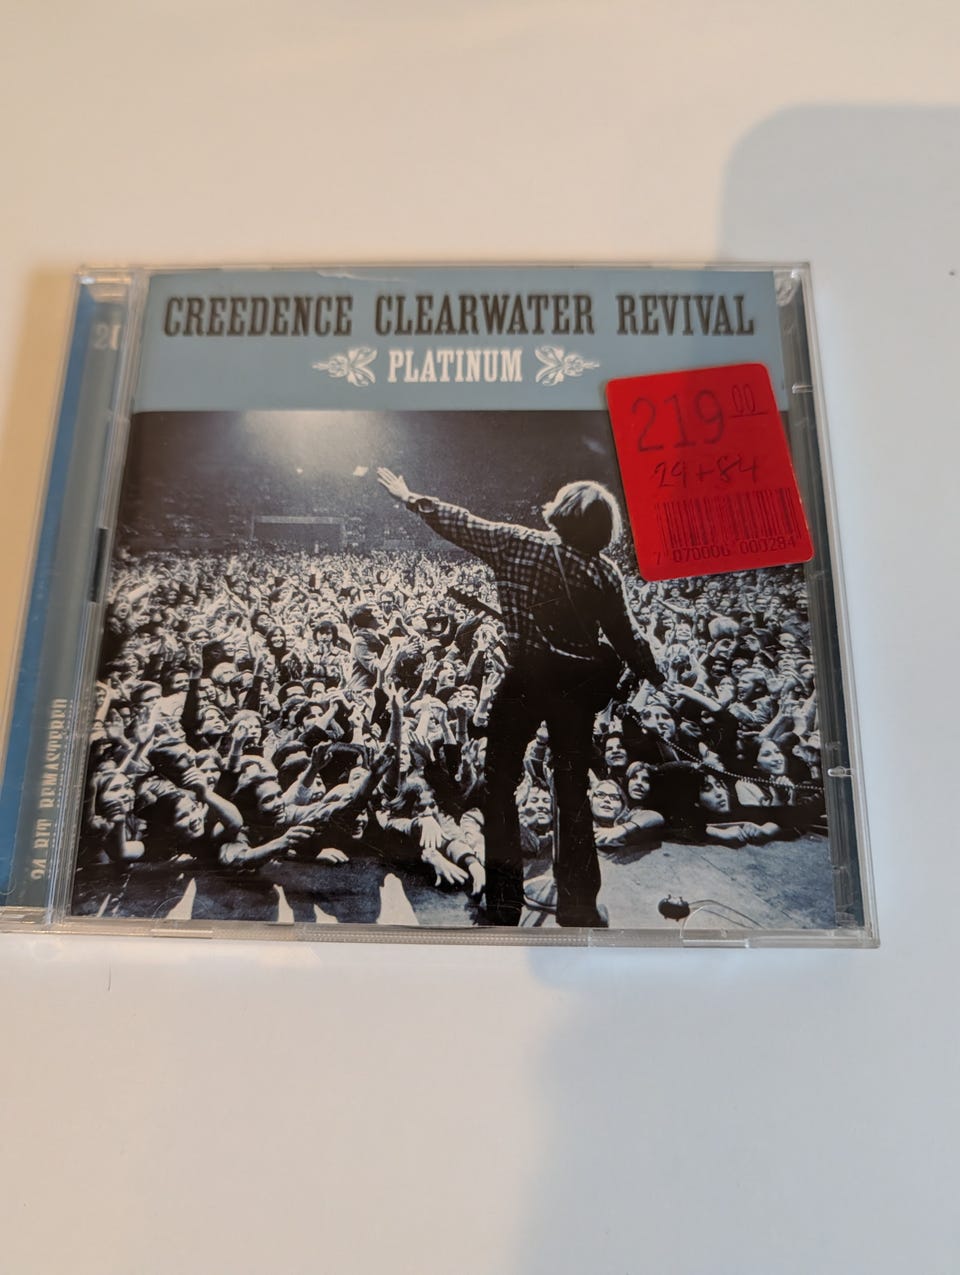 CREEDENCE CLEARWATER REVIVAL
PLATINUM
219 00
29+84
7 070006 000284
24 BIT REMASTERED